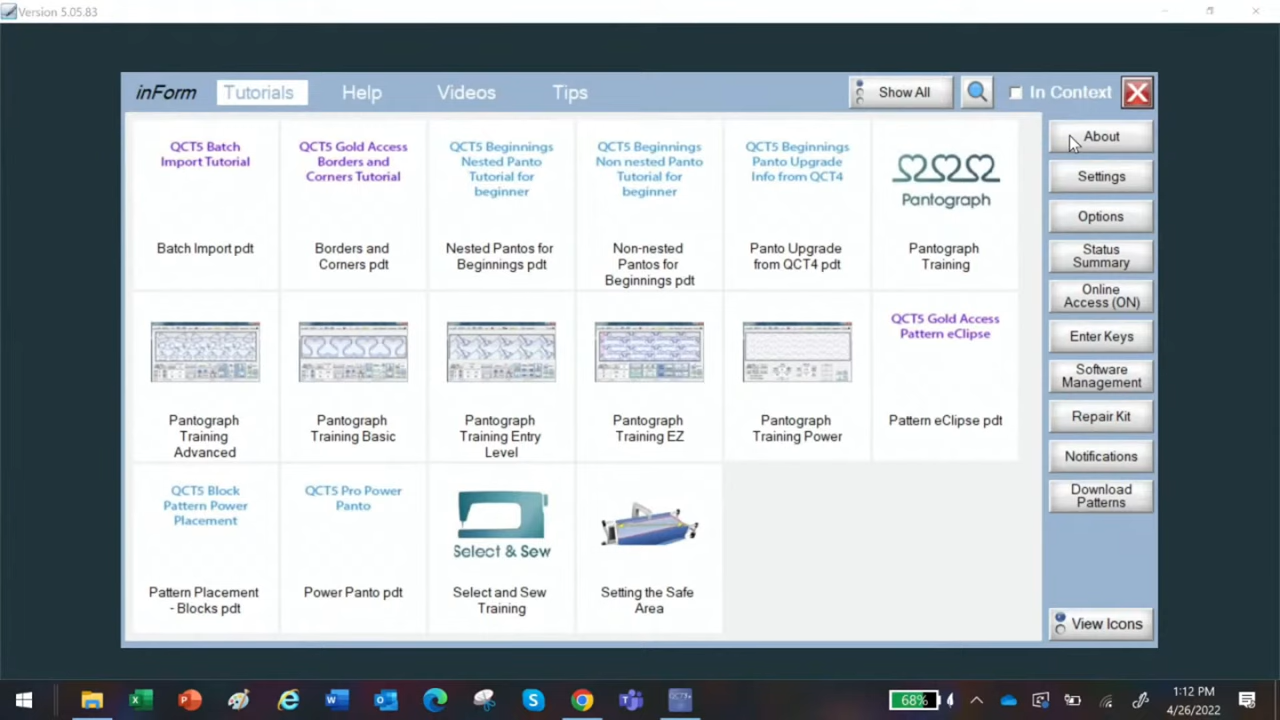 Version 5.05.83
inForm
Tutorials
Help
Videos
Tips
Show All
In Context
QCT5 Batch
Import Tutorial
Batch Import pdt
QCT5 Gold Access
Borders and
Corners Tutorial
Borders and
Corners pdt
QCT5 Beginnings
Nested Panto
Tutorial for
beginner
Nested Pantos for
Beginnings pdt
QCT5 Beginnings
Non nested Panto
Tutorial for
beginner
Non-nested
Pantos for
Beginnings pdt
QCT5 Beginnings
Panto Upgrade
Info from QCT4
Panto Upgrade
from QCT4 pdt
Pantograph
Pantograph
Training
Pantograph
Training
Advanced
Pantograph
Training Basic
Pantograph
Training Entry
Level
Pantograph
Training EZ
Pantograph
Training Power
QCT5 Gold Access
Pattern eClipse
Pattern eClipse pdt
QCT5 Block
Pattern Power
Placement
Pattern Placement
- Blocks pdt
QCT5 Pro Power
Panto
Power Panto pdt
Select & Sew
Select and Sew
Training
Setting the Safe
Area
About
Settings
Options
Status
Summary
Online
Access (ON)
Enter Keys
Software
Management
Repair Kit
Notifications
Download
Patterns
View Icons
68%
1:12 PM
4/26/2022